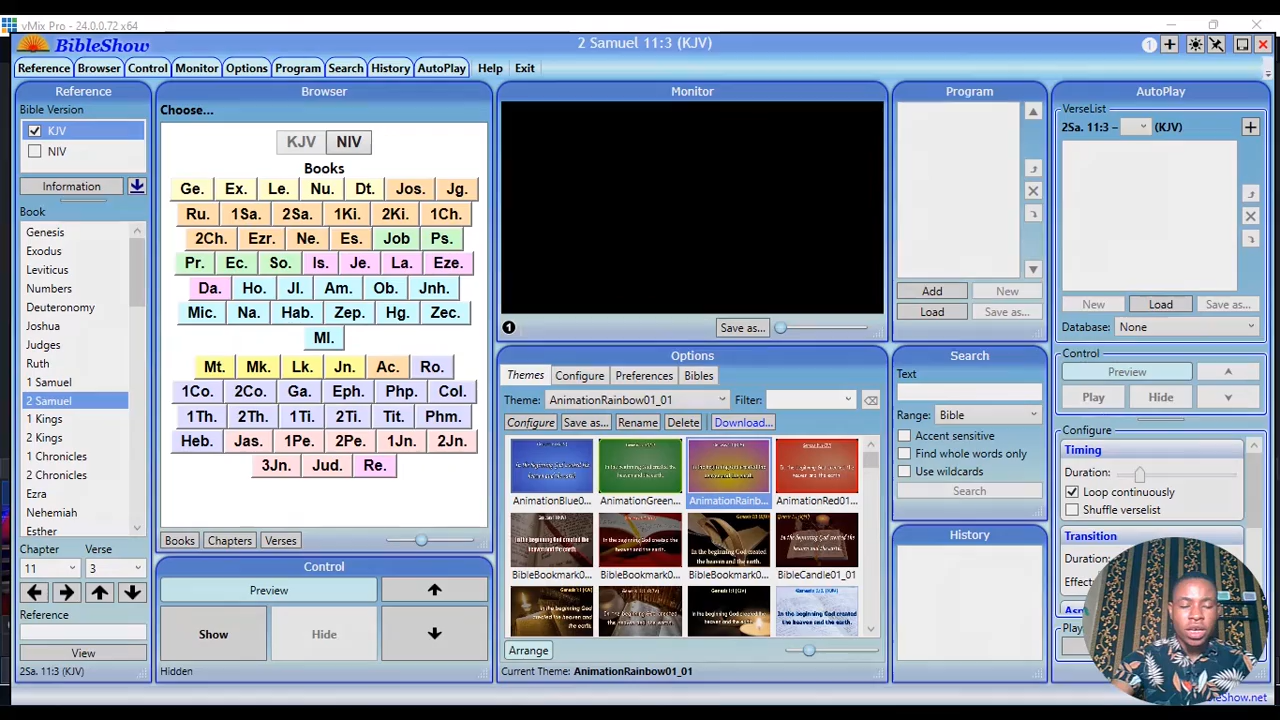 vMix Pro - 24.0.0.72 x64
BibleShow
2 Samuel 11:3 (KJV)
Reference Browser Control Monitor Options Program Search History AutoPlay Help Exit
Reference
Bible Version
KJV
NIV
Information
Book
Genesis
Exodus
Leviticus
Numbers
Deuteronomy
Joshua
Judges
Ruth
1 Samuel
2 Samuel
1 Kings
2 Kings
1 Chronicles
2 Chronicles
Ezra
Nehemiah
Esther
Chapter Verse
11 3
Reference
View
2Sa. 11:3 (KJV)
Browser
Choose...
KJV NIV
Books
Ge. Ex. Le. Nu. Dt. Jos. Jg.
Ru. 1Sa. 2Sa. 1Ki. 2Ki. 1Ch.
2Ch. Ezr. Ne. Es. Job Ps.
Pr. Ec. So. Is. Je. La. Eze.
Da. Ho. Jl. Am. Ob. Jnh.
Mic. Na. Hab. Zep. Hg. Zec.
Ml.
Mt. Mk. Lk. Jn. Ac. Ro.
1Co. 2Co. Ga. Eph. Php. Col.
1Th. 2Th. 1Ti. 2Ti. Tit. Phm.
Heb. Jas. 1Pe. 2Pe. 1Jn. 2Jn.
3Jn. Jud. Re.
Books Chapters Verses
Control
Preview
Show Hide
Hidden
Monitor
1 Save as...
Options
Themes Configure Preferences Bibles
Theme: AnimationRainbow01_01 Filter:
Configure Save as... Rename Delete Download...
AnimationBlue0... AnimationGreen... AnimationRainb... AnimationRed01...
BibleBookmark0... BibleBookmark0... BibleBookmark0... BibleCandle01_01
Arrange
Current Theme: AnimationRainbow01_01
Program
Add New
Load Save as...
Search
Text
Range: Bible
Accent sensitive
Find whole words only
Use wildcards
Search
History
AutoPlay
VerseList
2Sa. 11:3 – (KJV)
New Load Save as...
Database: None
Control
Preview
Play Hide
Configure
Timing
Duration:
Loop continuously
Shuffle verselist
Transition
Duratio
Effec